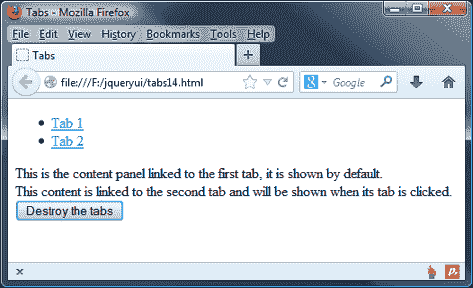 Tabs - Mozilla Firefox
File Edit View History Bookmarks Tools Help
Tabs
file:///F:/jqueryui/tabs14.html
Google
Tab 1
Tab 2
This is the content panel linked to the first tab, it is shown by default.
This content is linked to the second tab and will be shown when its tab is clicked.
Destroy the tabs